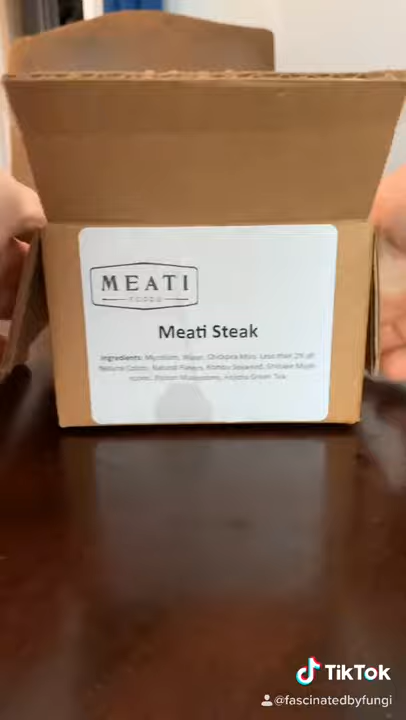 MEATI
FOODS
Meati Steak
Ingredients: Mycelium, Water, Chickpea Miso, Less than 2% of:
Natural Colors, Natural Flavors, Kombu Seaweed, Shiitake Mush-
rooms, Porcini Mushrooms, Green Tea
TikTok
@fascinatedbyfungi